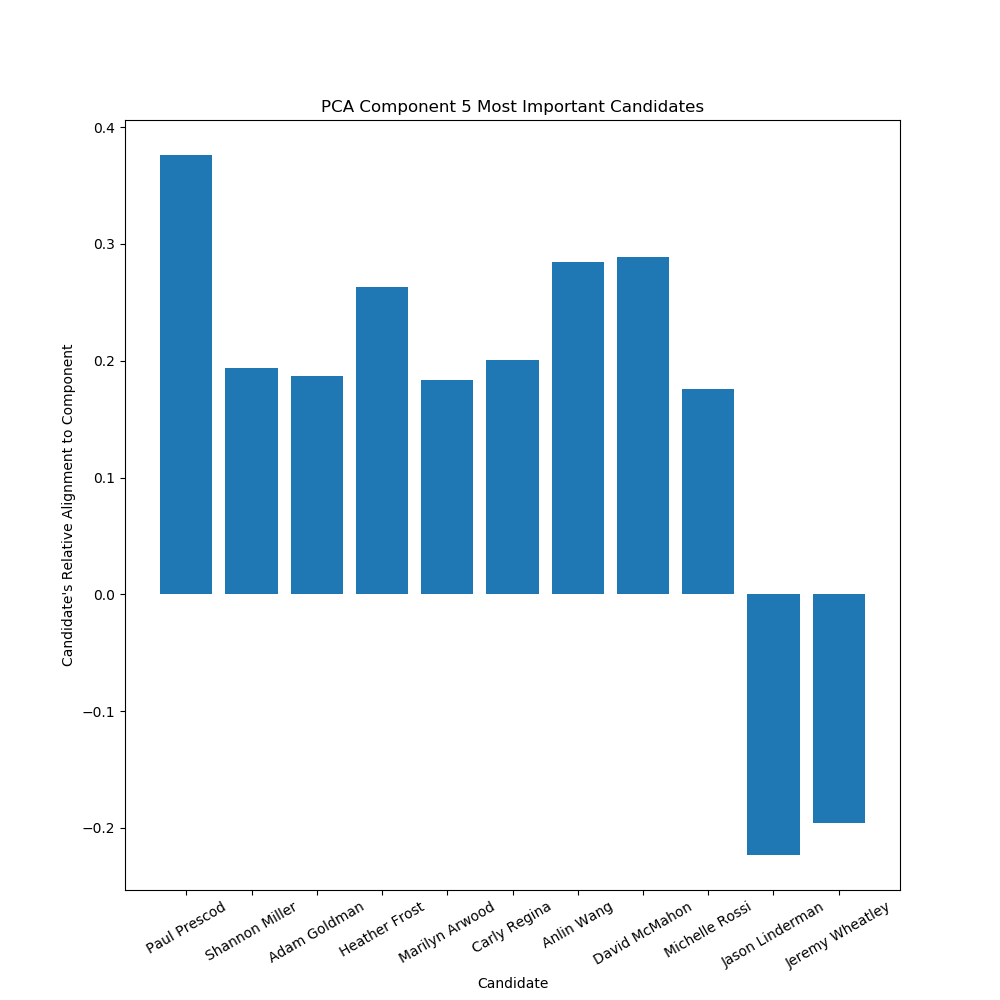 PCA Component 5 Most Important Candidates
Candidate's Relative Alignment to Component
0.4
0.3
0.2
0.1
0.0
−0.1
−0.2
Paul Prescod
Shannon Miller
Adam Goldman
Heather Frost
Marilyn Arwood
Carly Regina
Anlin Wang
David McMahon
Michelle Rossi
Jason Linderman
Jeremy Wheatley
Candidate